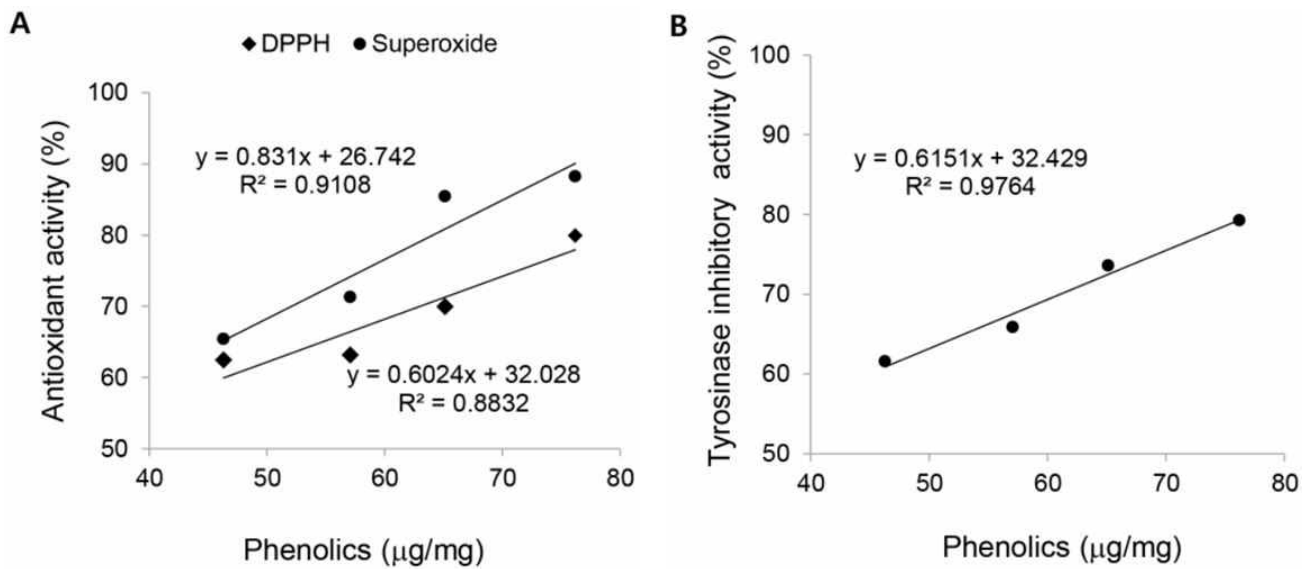 A
◆DPPH ●Superoxide
Antioxidant activity (%)
100
90
80
70
60
50
y = 0.831x + 26.742
R² = 0.9108
y = 0.6024x + 32.028
R² = 0.8832
40 50 60 70 80
Phenolics (μg/mg)
B
Tyrosinase inhibitory activity (%)
100
90
80
70
60
50
y = 0.6151x + 32.429
R² = 0.9764
40 50 60 70 80
Phenolics (μg/mg)